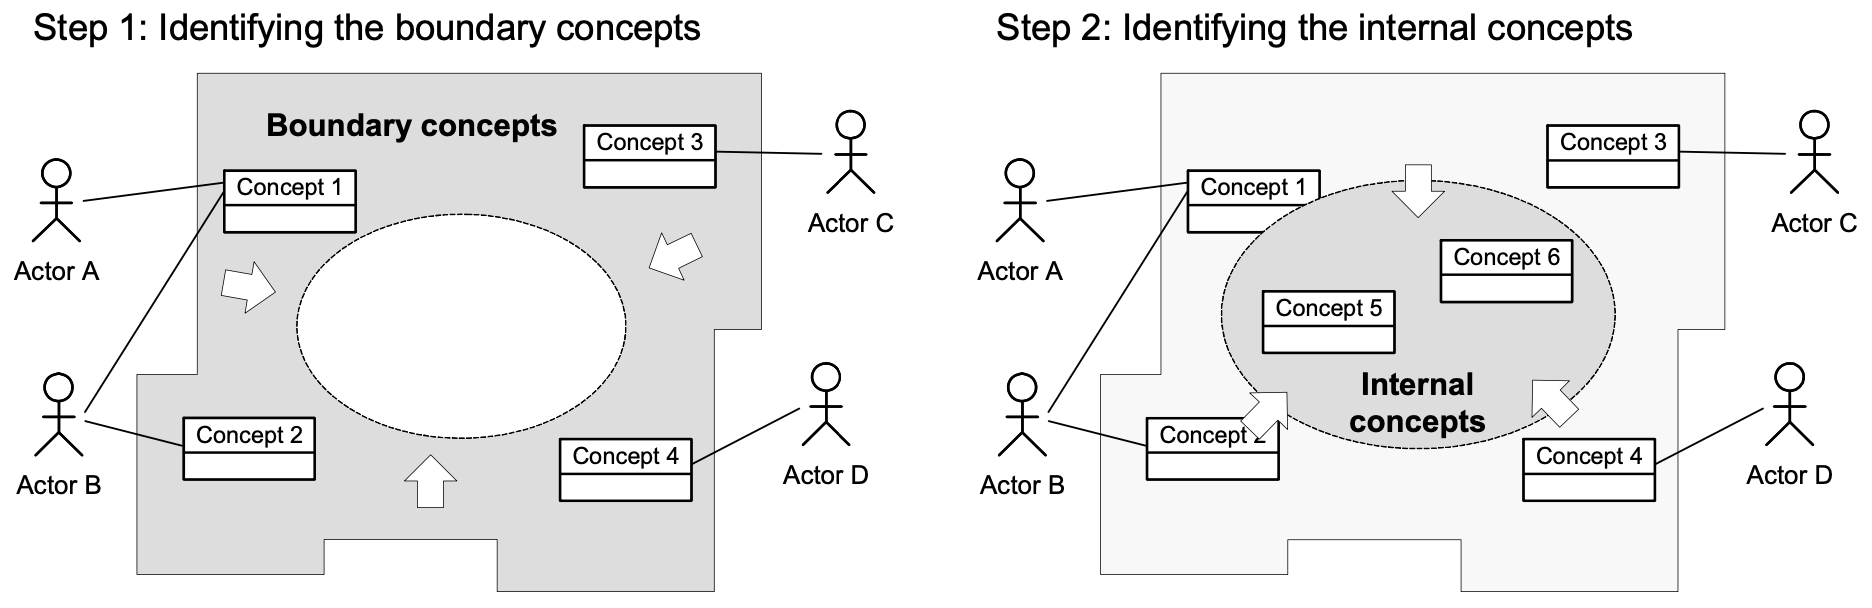 Step 1: Identifying the boundary concepts
Boundary concepts
Concept 3
Concept 1
Actor C
Actor A
Concept 2
Concept 4
Actor B
Actor D
Step 2: Identifying the internal concepts
Concept 3
Concept 1
Actor C
Actor A
Concept 6
Concept 5
Internal
concepts
Concept 2
Concept 4
Actor B
Actor D